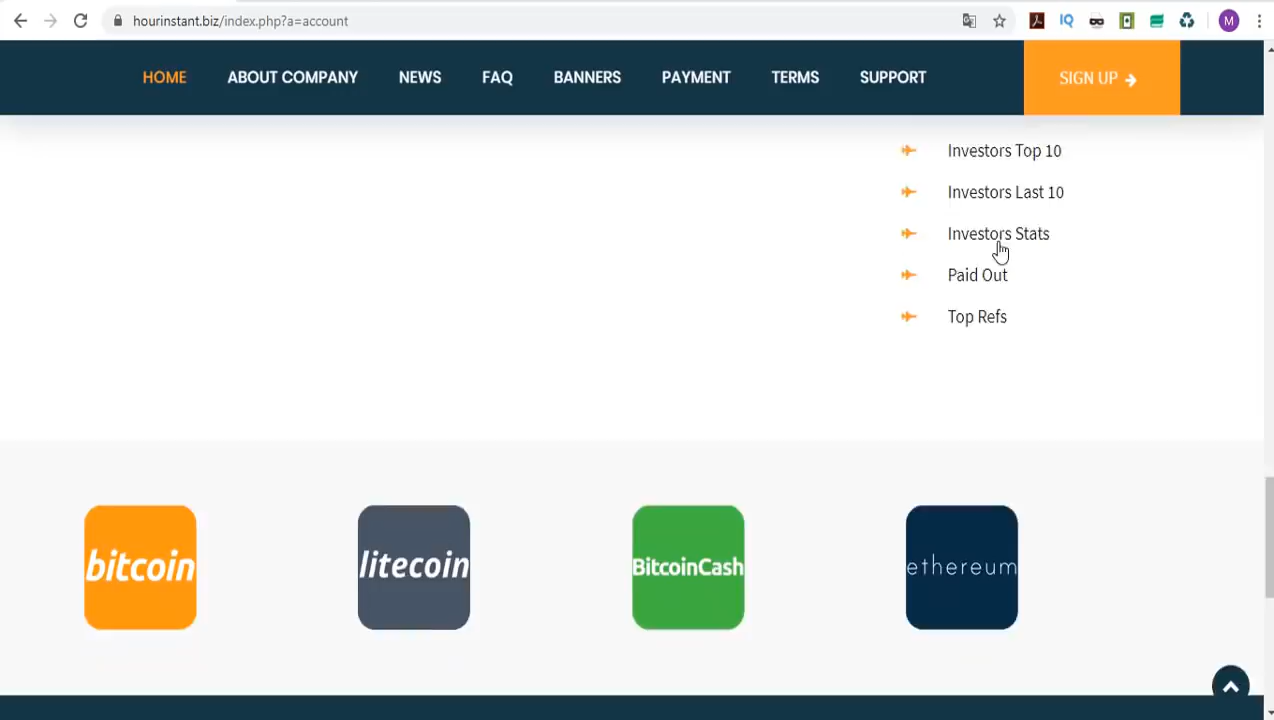 hourinstant.biz/index.php?a=account
M
HOME ABOUT COMPANY NEWS FAQ BANNERS PAYMENT TERMS SUPPORT SIGN UP
Investors Top 10
Investors Last 10
Investors Stats
Paid Out
Top Refs
bitcoin litecoin BitcoinCash ethereum